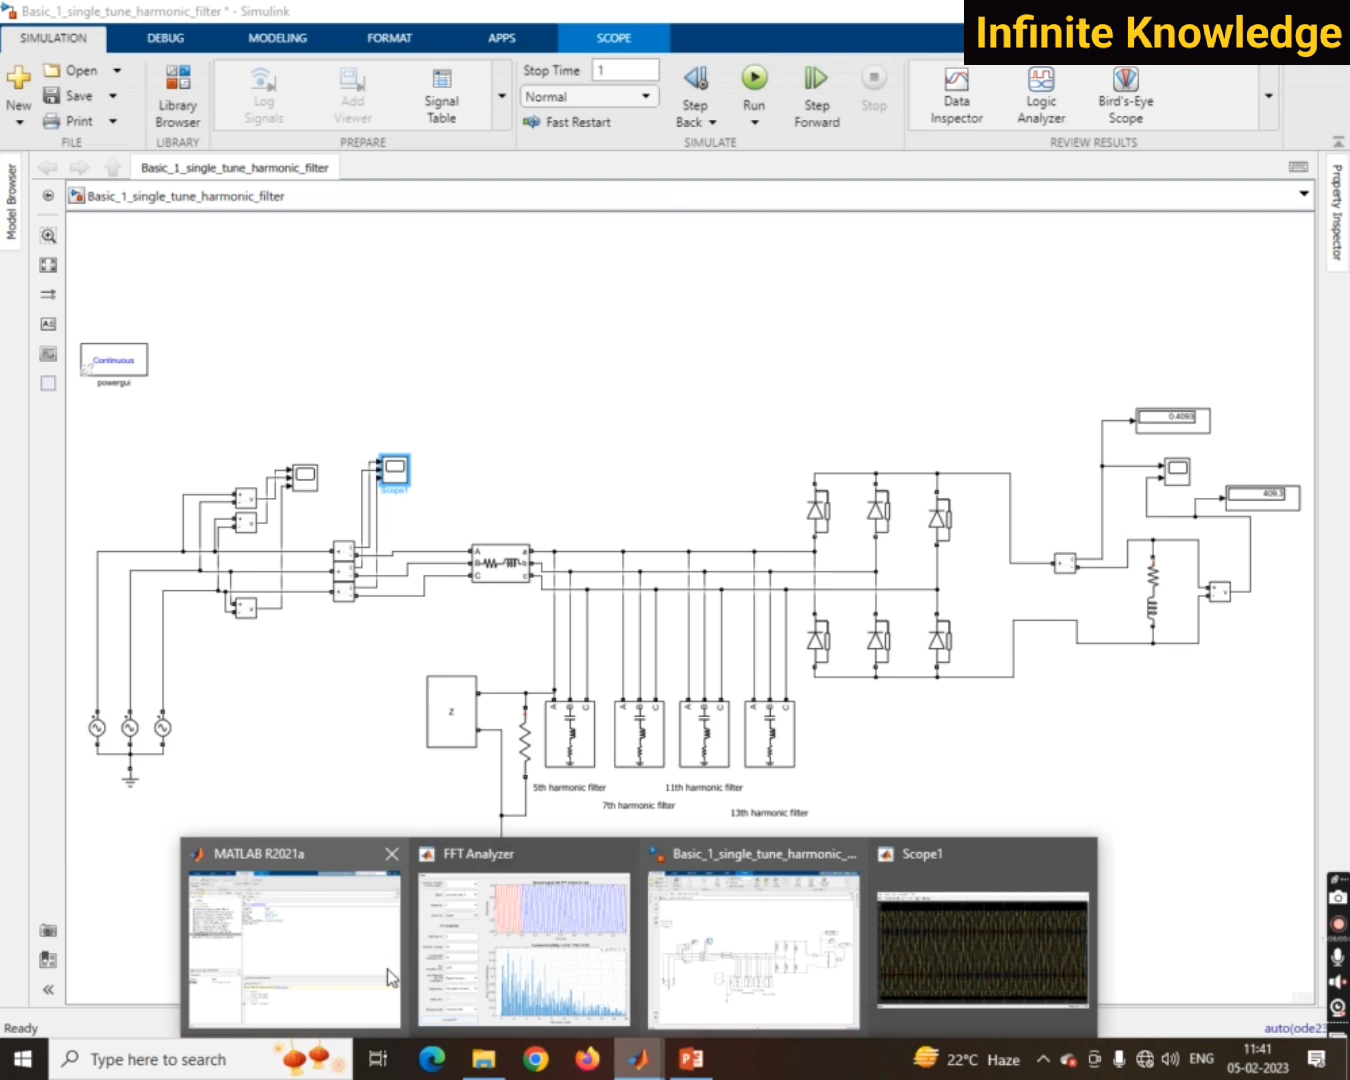 Basic_1_single_tune_harmonic_filter * - Simulink
Infinite Knowledge
SIMULATION
DEBUG
MODELING
FORMAT
APPS
SCOPE
New
Open
Save
Print
FILE
Library
Browser
LIBRARY
Log
Signals
Add
Viewer
Signal
Table
PREPARE
Stop Time 1
Normal
Fast Restart
Step
Back
Run
Step
Forward
Stop
SIMULATE
Data
Inspector
Logic
Analyzer
Bird's-Eye
Scope
REVIEW RESULTS
Model Browser
Property Inspector
Basic_1_single_tune_harmonic_filter
Basic_1_single_tune_harmonic_filter
Continuous
powergui
Scope1
0.4093
409.3
A
B
C
a
b
c
Z
A B C
A B C
A B C
A B C
5th harmonic filter
7th harmonic filter
11th harmonic filter
13th harmonic filter
MATLAB R2021a
FFT Analyzer
Basic_1_single_tune_harmonic_...
Scope1
Ready
auto(ode23
Type here to search
22°C Haze
ENG
11:41
05-02-2023